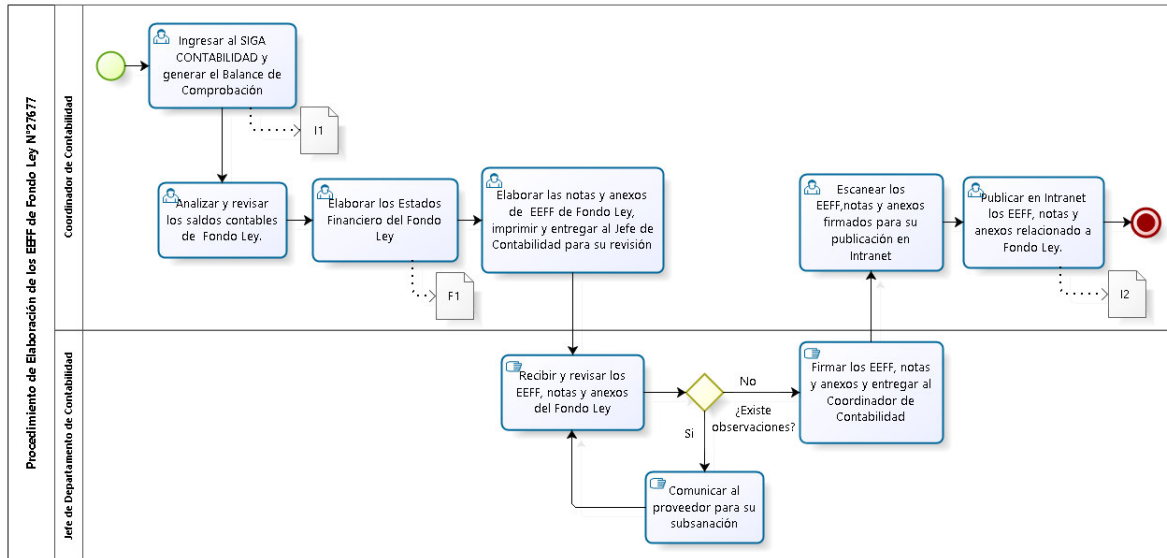 Procedimiento de Elaboración de los EEFF de Fondo Ley N°27677
Coordinador de Contabilidad
Ingresar al SIGA
CONTABILIDAD y
generar el Balance de
Comprobación
I1
Analizar y revisar
los saldos contables
de Fondo Ley.
Elaborar los Estados
Financiero del Fondo
Ley
F1
Elaborar las notas y anexos
de EEFF de Fondo Ley,
imprimir y entregar al Jefe de
Contabilidad para su revisión
Escanear los
EEFF,notas y anexos
firmados para su
publicación en
Intranet
Publicar en Intranet
los EEFF, notas y
anexos relacionado a
Fondo Ley.
I2
Jefe de Departamento de Contabilidad
Recibir y revisar los
EEFF, notas y anexos
del Fondo Ley
No
¿Existe
observaciones?
Si
Firmar los EEFF, notas
y anexos y entregar al
Coordinador de
Contabilidad
Comunicar al
proveedor para su
subsanación